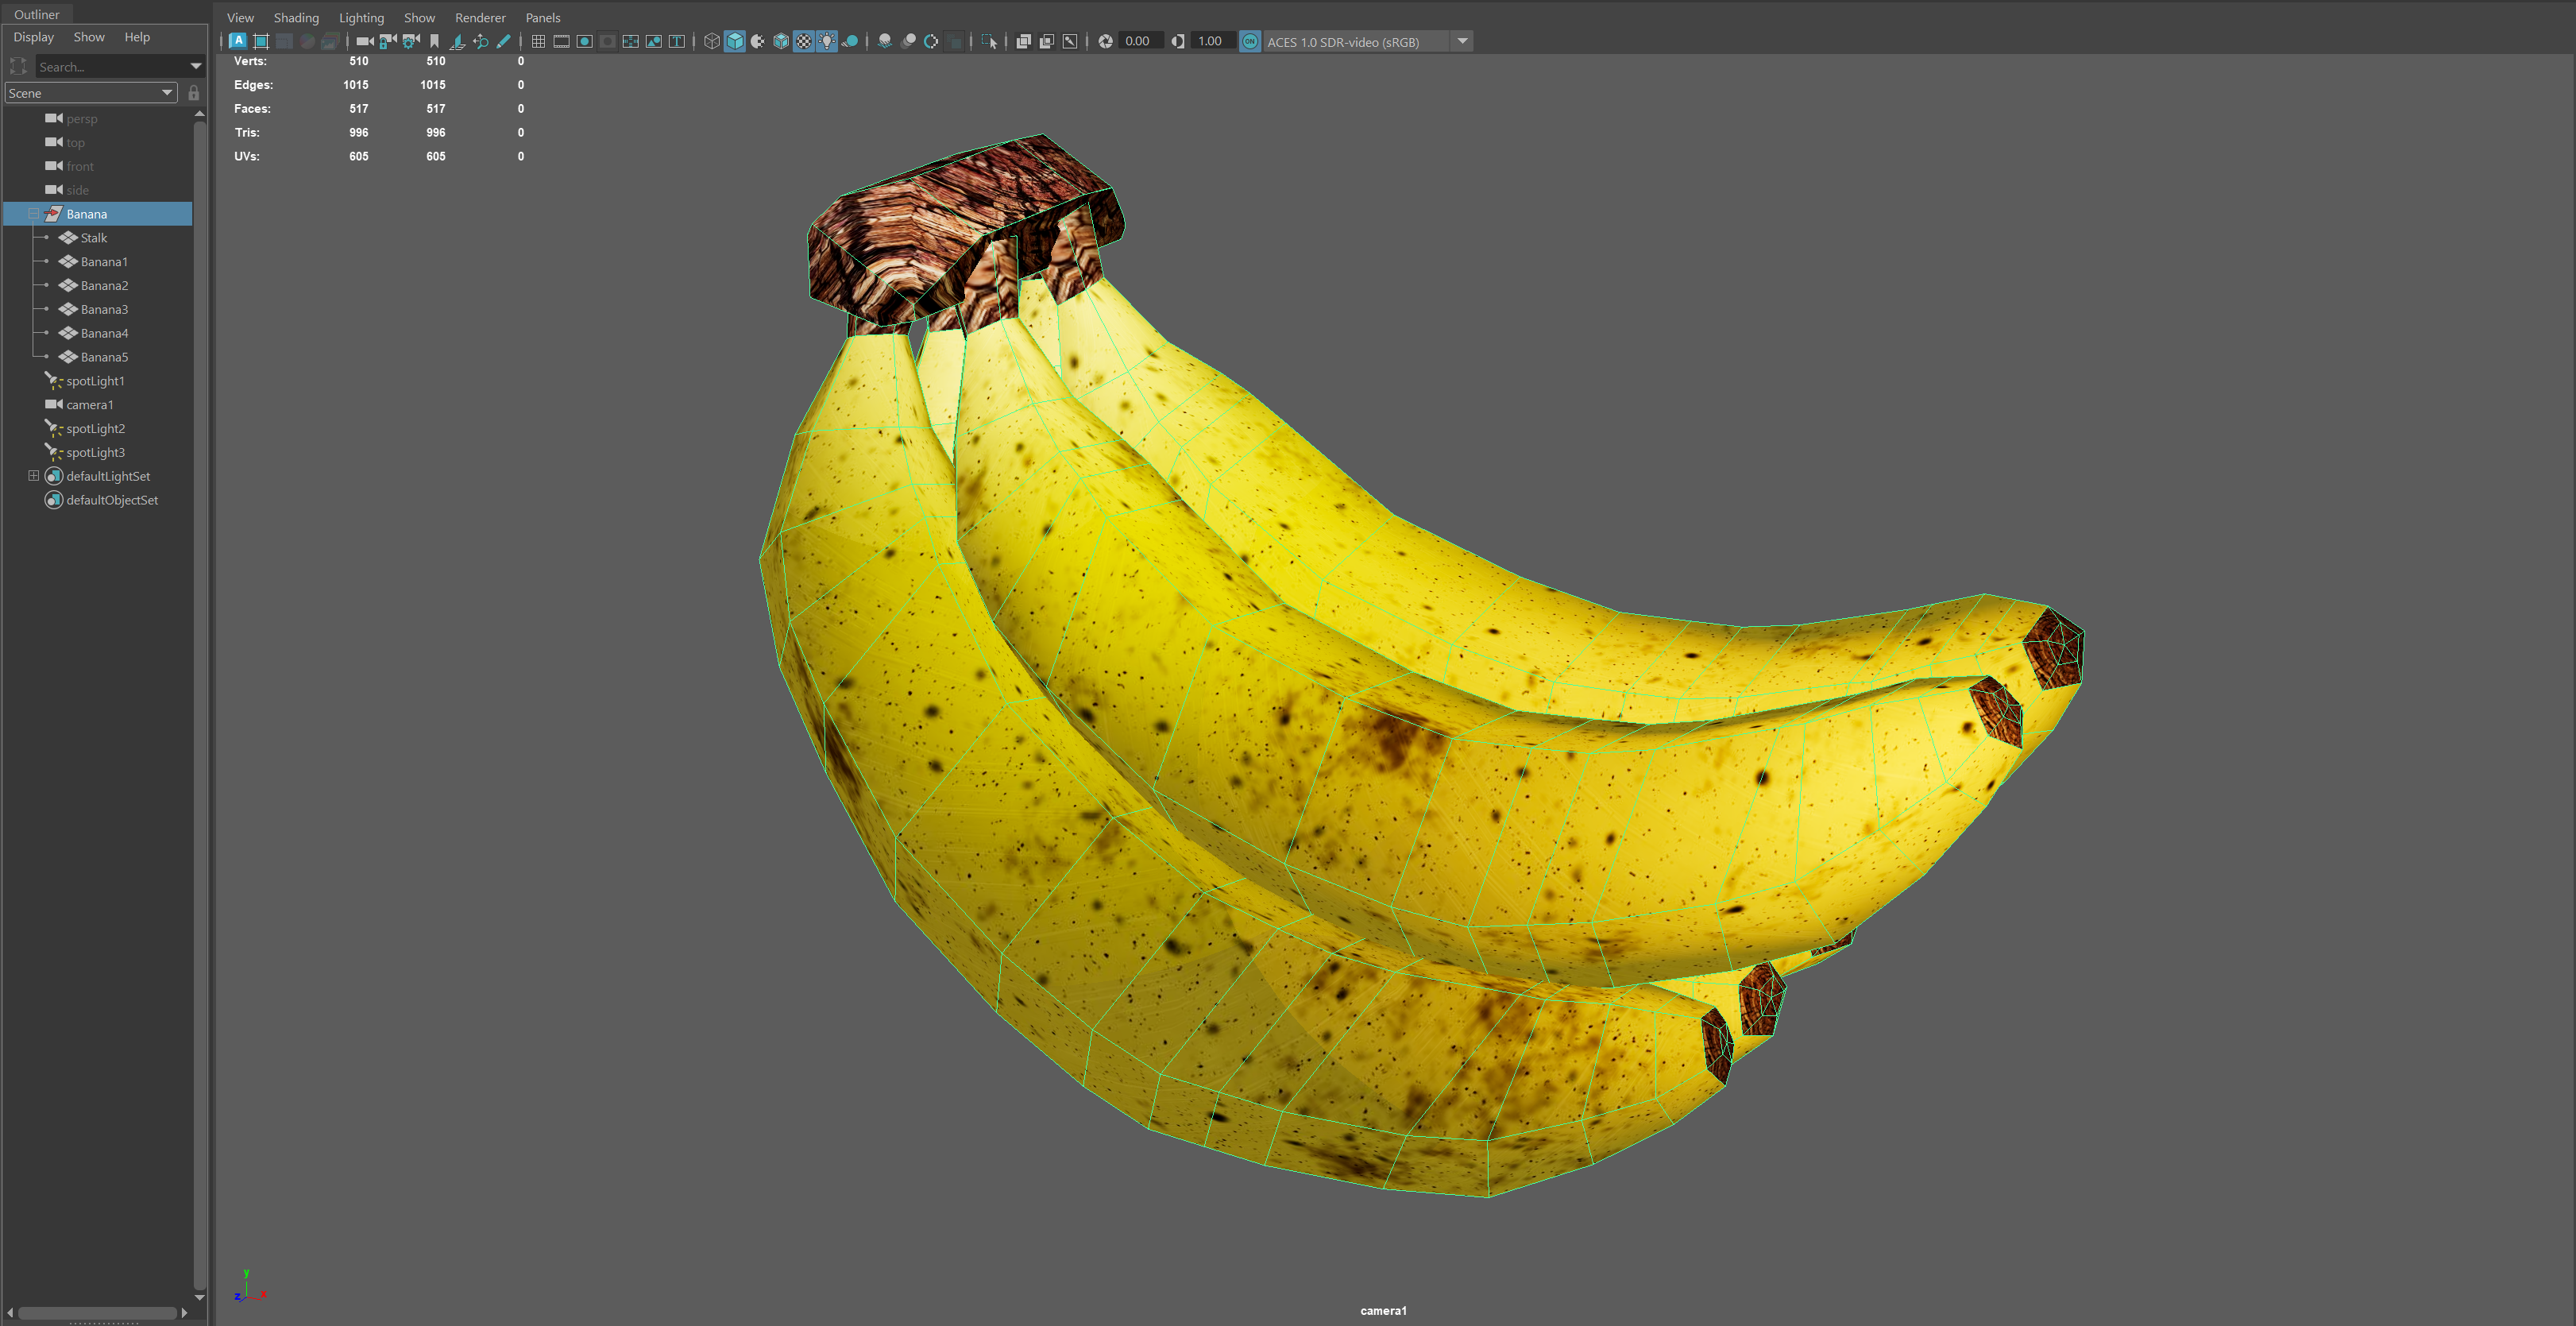 Outliner
Display Show Help
Search...
Scene
persp
top
front
side
Banana
Stalk
Banana1
Banana2
Banana3
Banana4
Banana5
spotLight1
camera1
spotLight2
spotLight3
defaultLightSet
defaultObjectSet
View Shading Lighting Show Renderer Panels
A 0.00 1.00 ON ACES 1.0 SDR-video (sRGB)
Verts: 510 510 0
Edges: 1015 1015 0
Faces: 517 517 0
Tris: 996 996 0
UVs: 605 605 0
y
z x
camera1